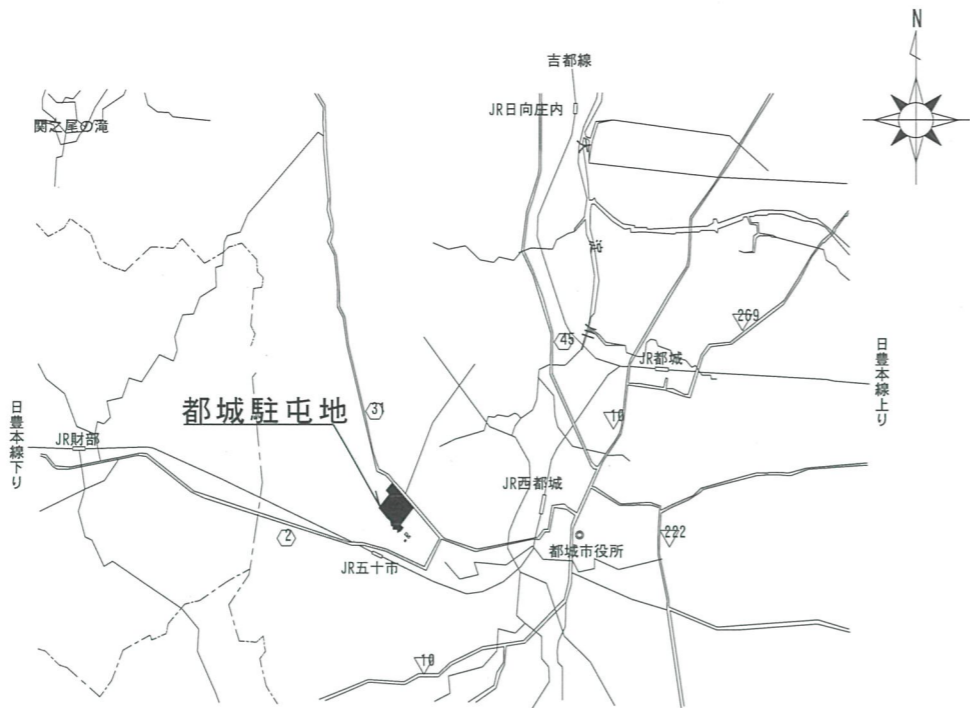 N
吉都線
JR日向庄内
関之尾の滝
269
45
JR都城
日豊本線上り
31
10
都城駐屯地
日豊本線下り
JR財部
JR西都城
2
222
都城市役所
JR五十市
10